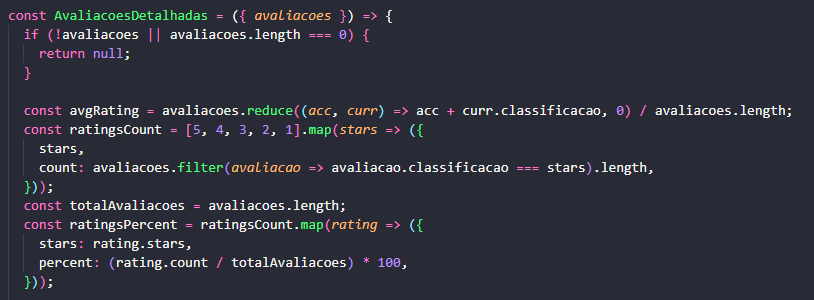 const AvaliacoesDetalhadas = ({ avaliacoes }) => {
  if (!avaliacoes || avaliacoes.length === 0) {
    return null;
  }

  const avgRating = avaliacoes.reduce((acc, curr) => acc + curr.classificacao, 0) / avaliacoes.length;
  const ratingsCount = [5, 4, 3, 2, 1].map(stars => ({
    stars,
    count: avaliacoes.filter(avaliacao => avaliacao.classificacao === stars).length,
  }));
  const totalAvaliacoes = avaliacoes.length;
  const ratingsPercent = ratingsCount.map(rating => ({
    stars: rating.stars,
    percent: (rating.count / totalAvaliacoes) * 100,
  }));